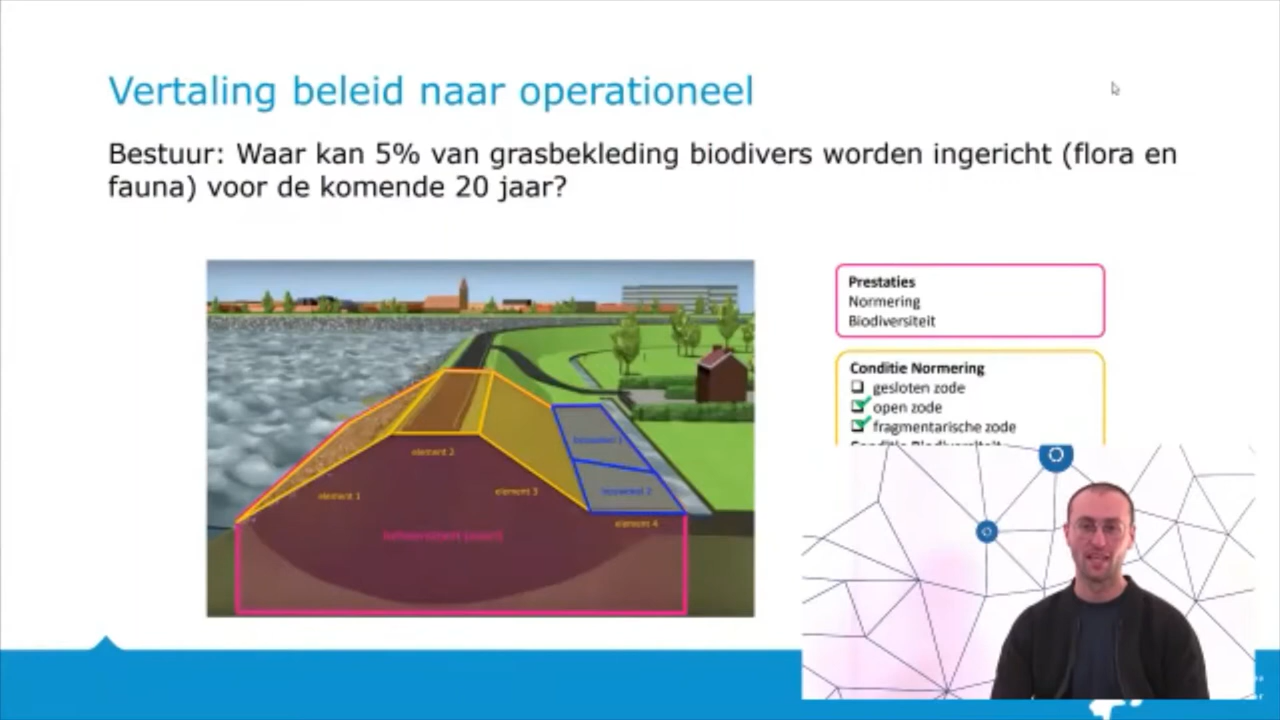 Vertaling beleid naar operationeel
Bestuur: Waar kan 5% van grasbekleding biodivers worden ingericht (flora en
fauna) voor de komende 20 jaar?
Prestaties
Normering
Biodiversiteit
Conditie Normering
gesloten zode
open zode
fragmentarische zode
element 2
element 1
element 3
element 4